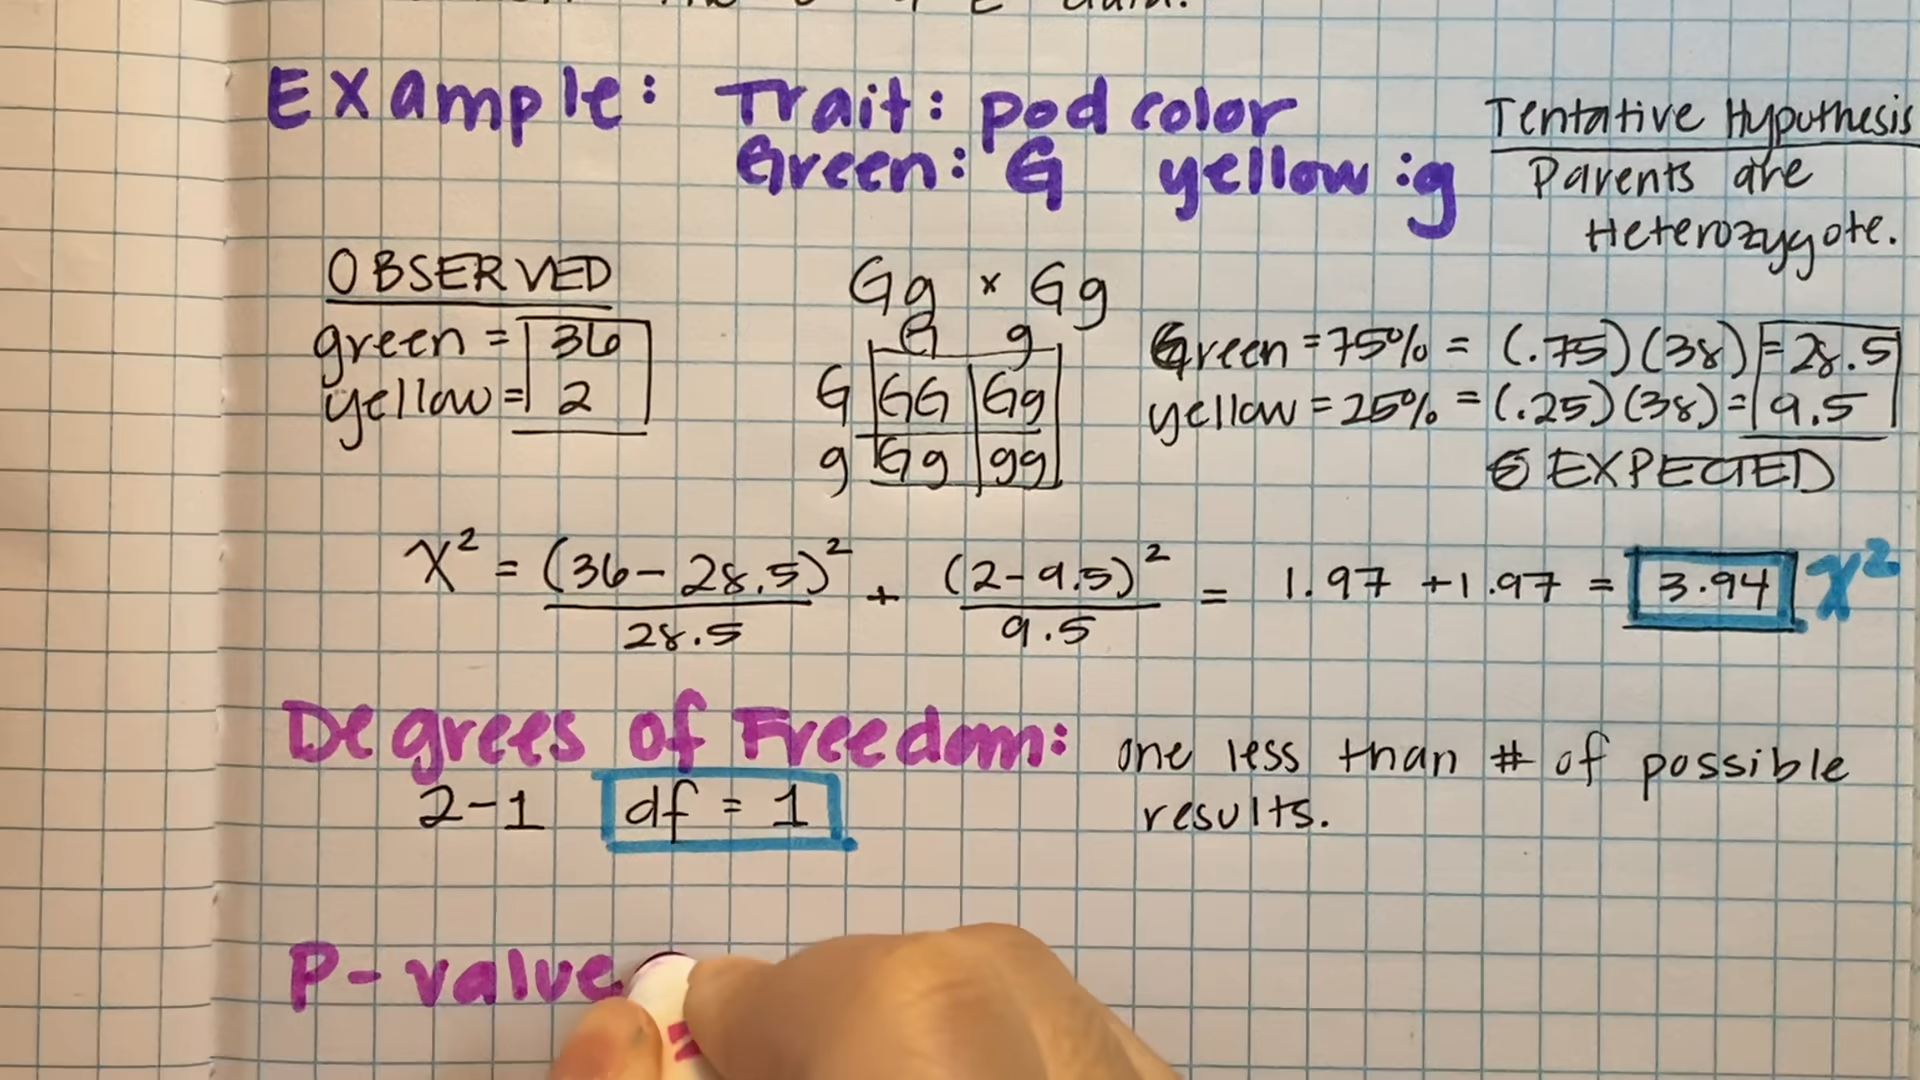 Example: Trait: pod color
Green: G yellow: g
Tentative Hypothesis
Parents are
Heterozygote.
OBSERVED
green = 36
yellow = 2
Gg x Gg
G g
G GG Gg
g Gg gg
Green = 75% = (.75)(38) = 28.5
yellow = 25% = (.25)(38) = 9.5
EXPECTED
χ² = (36-28.5)²/28.5 + (2-9.5)²/9.5 = 1.97 + 1.97 = 3.94 χ²
Degrees of Freedom: one less than # of possible
results.
2-1 df = 1
P-value